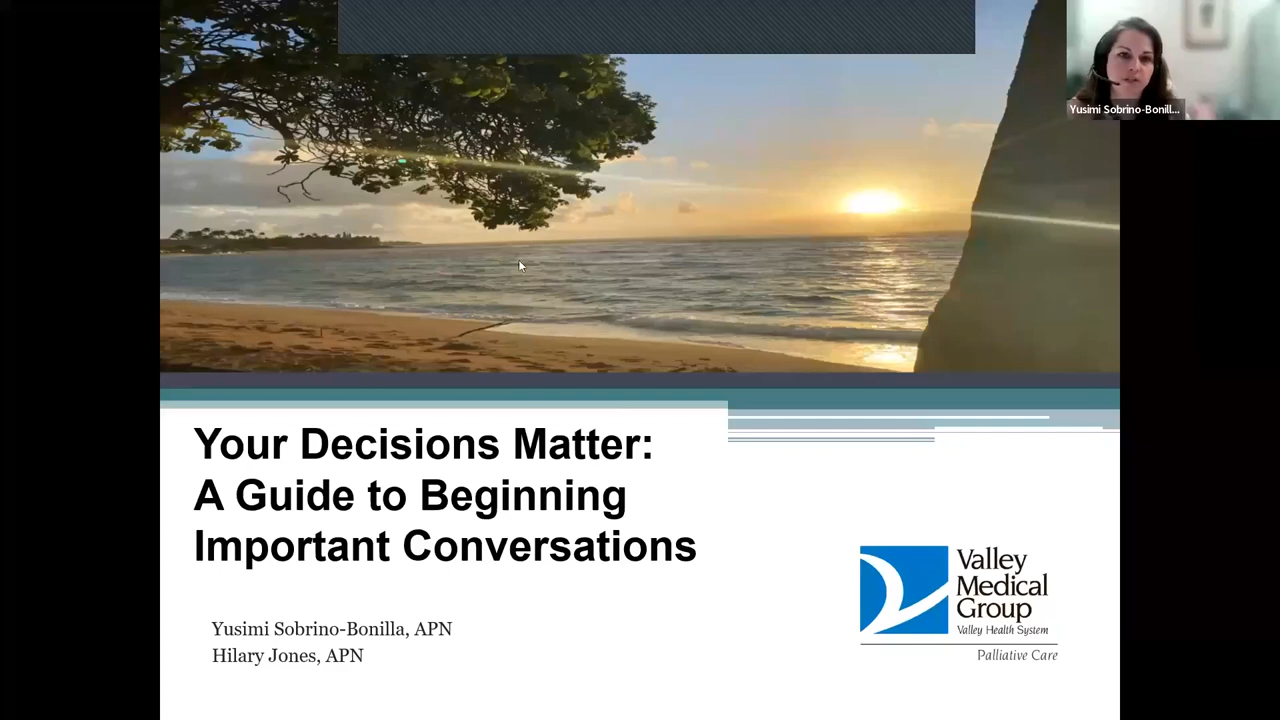 Yusimi Sobrino-Bonill...
Your Decisions Matter:
A Guide to Beginning
Important Conversations
Yusimi Sobrino-Bonilla, APN
Hilary Jones, APN
Valley
Medical
Group
Valley Health System
Palliative Care